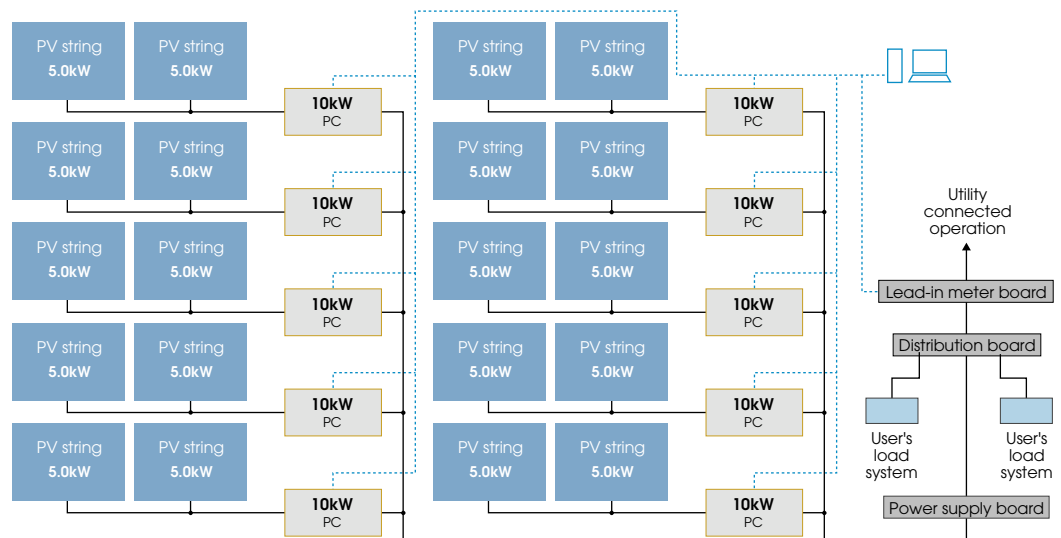 PV string
5.0kW
PV string
5.0kW
10kW
PC
PV string
5.0kW
PV string
5.0kW
10kW
PC
PV string
5.0kW
PV string
5.0kW
10kW
PC
PV string
5.0kW
PV string
5.0kW
10kW
PC
PV string
5.0kW
PV string
5.0kW
10kW
PC
PV string
5.0kW
PV string
5.0kW
10kW
PC
PV string
5.0kW
PV string
5.0kW
10kW
PC
PV string
5.0kW
PV string
5.0kW
10kW
PC
PV string
5.0kW
PV string
5.0kW
10kW
PC
PV string
5.0kW
PV string
5.0kW
10kW
PC
Utility
connected
operation
Lead-in meter board
Distribution board
User's
load
system
User's
load
system
Power supply board